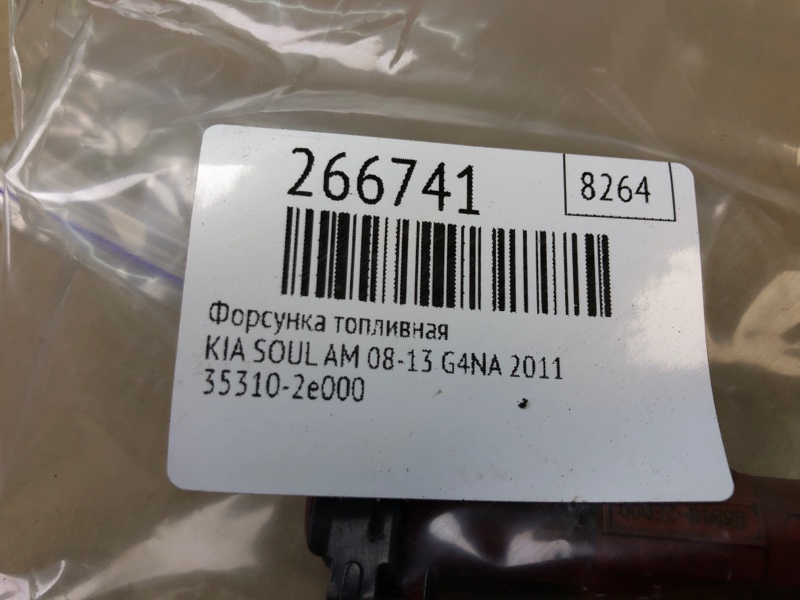 266741
8264
Форсунка топливная
KIA SOUL AM 08-13 G4NA 2011
35310-2e000